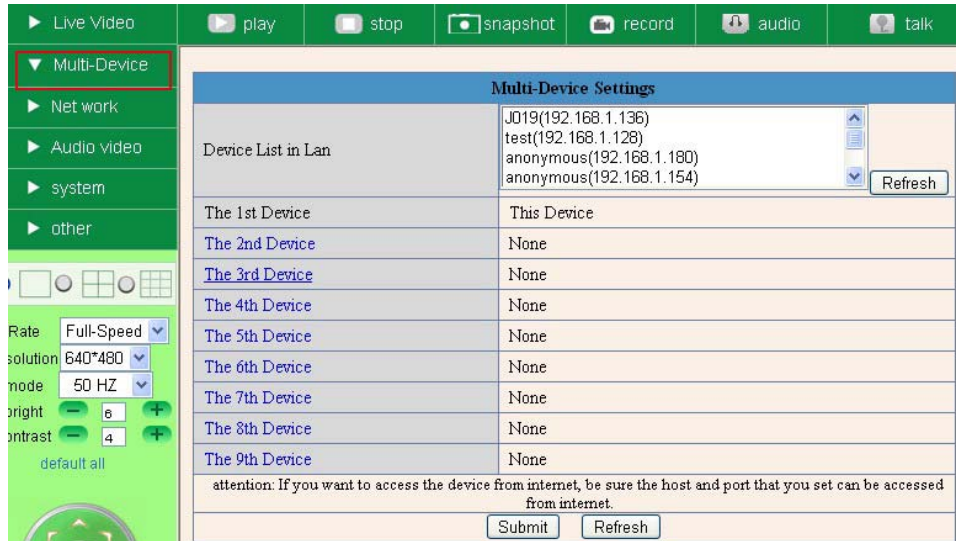 Live Video
play
stop
snapshot
record
audio
talk
Multi-Device
Net work
Audio video
system
other
Rate Full-Speed
solution 640*480
mode 50 HZ
bright 6
ontrast 4
default all
Multi-Device Settings
Device List in Lan
J019(192.168.1.136)
test(192.168.1.128)
anonymous(192.168.1.180)
anonymous(192.168.1.154)
Refresh
The 1st Device This Device
The 2nd Device None
The 3rd Device None
The 4th Device None
The 5th Device None
The 6th Device None
The 7th Device None
The 8th Device None
The 9th Device None
attention: If you want to access the device from internet, be sure the host and port that you set can be accessed
from internet.
Submit Refresh